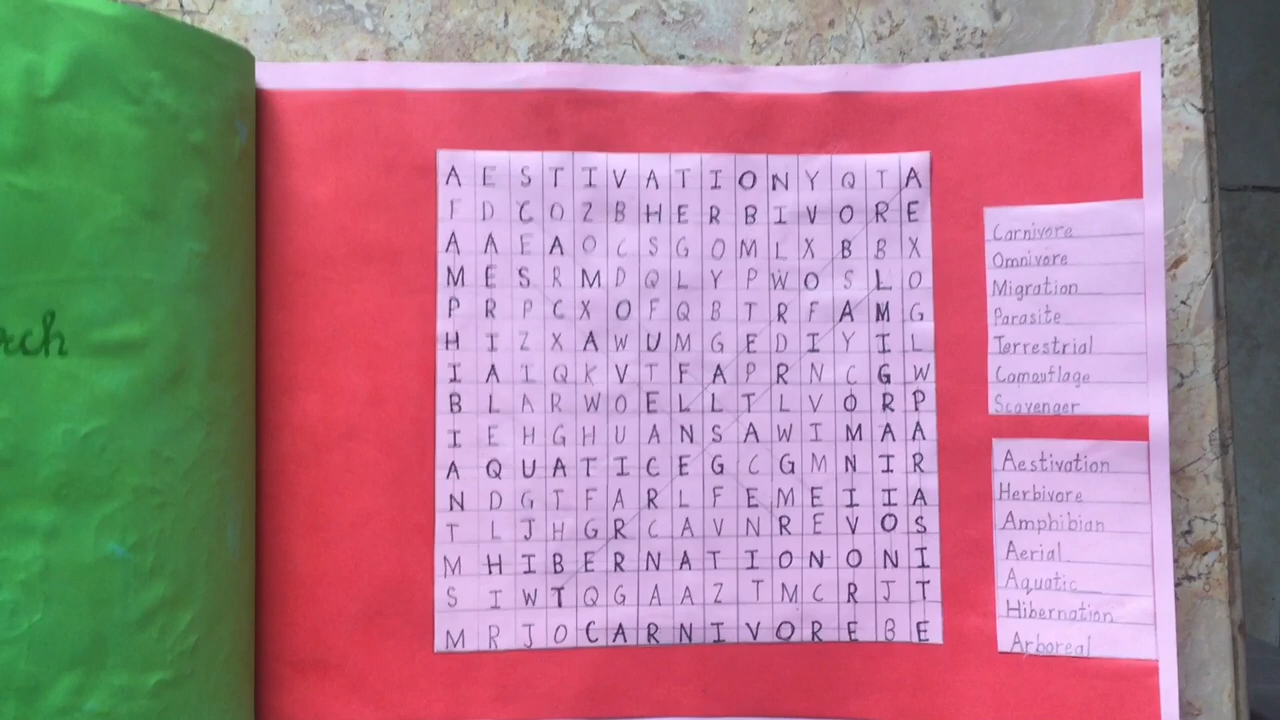 rch
A E S T I V A T I O N Y Q T A
F D C O Z B H E R B I V O R E
A A E A O C S G O M L X B B X
M E S R M D Q L Y P W O S L O
P R P C X O F Q B T R F A M G
H I Z X A W U M G E D I Y I L
I A I Q K V T F A P R N C G W
B L A R W O E L L T L V O R P
I E H G H U A N S A W I M A A
A Q U A T I C E G C G M N I R
N D G T F A R L F E M E I I A
T L J H G R C A V N R E V O S
M H I B E R N A T I O N O N I
S I W T Q G A A Z T M C R J T
M R J O C A R N I V O R E B E
Carnivore
Omnivore
Migration
Parasite
Terrestrial
Camouflage
Scavenger
Aestivation
Herbivore
Amphibian
Aerial
Aquatic
Hibernation
Arboreal